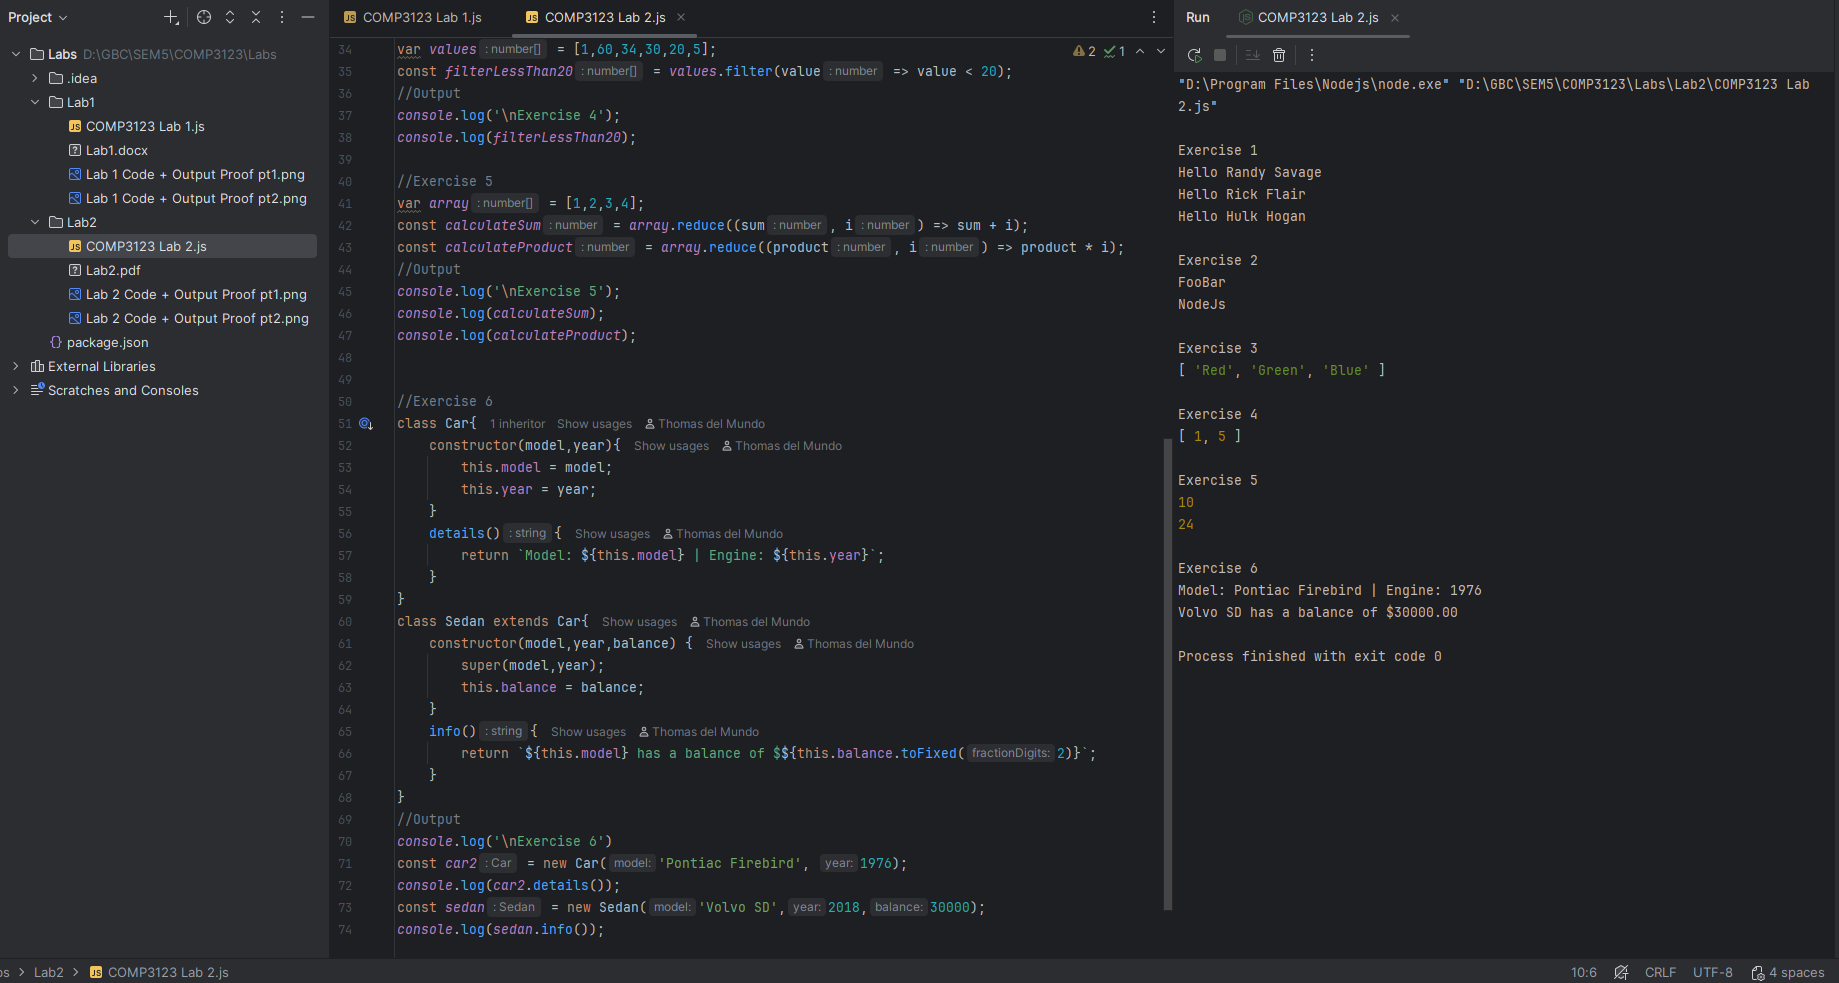 Project
Labs D:\GBC\SEM5\COMP3123\Labs
.idea
Lab1
COMP3123 Lab 1.js
Lab1.docx
Lab 1 Code + Output Proof pt1.png
Lab 1 Code + Output Proof pt2.png
Lab2
COMP3123 Lab 2.js
Lab2.pdf
Lab 2 Code + Output Proof pt1.png
Lab 2 Code + Output Proof pt2.png
package.json
External Libraries
Scratches and Consoles
COMP3123 Lab 1.js COMP3123 Lab 2.js
2 1
34 var values : number[] = [1,60,34,30,20,5];
35 const filterLessThan20 : number[] = values.filter(value : number => value < 20);
36 //Output
37 console.log('\nExercise 4');
38 console.log(filterLessThan20);
39
40 //Exercise 5
41 var array : number[] = [1,2,3,4];
42 const calculateSum : number = array.reduce((sum : number , i : number ) => sum + i);
43 const calculateProduct : number = array.reduce((product : number , i : number ) => product * i);
44 //Output
45 console.log('\nExercise 5');
46 console.log(calculateSum);
47 console.log(calculateProduct);
48
49
50 //Exercise 6
51 class Car{ 1 inheritor Show usages Thomas del Mundo
52 constructor(model,year){ Show usages Thomas del Mundo
53 this.model = model;
54 this.year = year;
55 }
56 details() : string { Show usages Thomas del Mundo
57 return `Model: ${this.model} | Engine: ${this.year}`;
58 }
59 }
60 class Sedan extends Car{ Show usages Thomas del Mundo
61 constructor(model,year,balance) { Show usages Thomas del Mundo
62 super(model,year);
63 this.balance = balance;
64 }
65 info() : string { Show usages Thomas del Mundo
66 return `${this.model} has a balance of $${this.balance.toFixed( fractionDigits: 2)}`;
67 }
68 }
69 //Output
70 console.log('\nExercise 6')
71 const car2 : Car = new Car( model: 'Pontiac Firebird', year: 1976);
72 console.log(car2.details());
73 const sedan : Sedan = new Sedan( model: 'Volvo SD', year: 2018, balance: 30000);
74 console.log(sedan.info());
Run COMP3123 Lab 2.js
"D:\Program Files\Nodejs\node.exe" "D:\GBC\SEM5\COMP3123\Labs\Lab2\COMP3123 Lab
2.js"
Exercise 1
Hello Randy Savage
Hello Rick Flair
Hello Hulk Hogan
Exercise 2
FooBar
NodeJs
Exercise 3
[ 'Red', 'Green', 'Blue' ]
Exercise 4
[ 1, 5 ]
Exercise 5
10
24
Exercise 6
Model: Pontiac Firebird | Engine: 1976
Volvo SD has a balance of $30000.00
Process finished with exit code 0
os > Lab2 > COMP3123 Lab 2.js
10:6 CRLF UTF-8 4 spaces